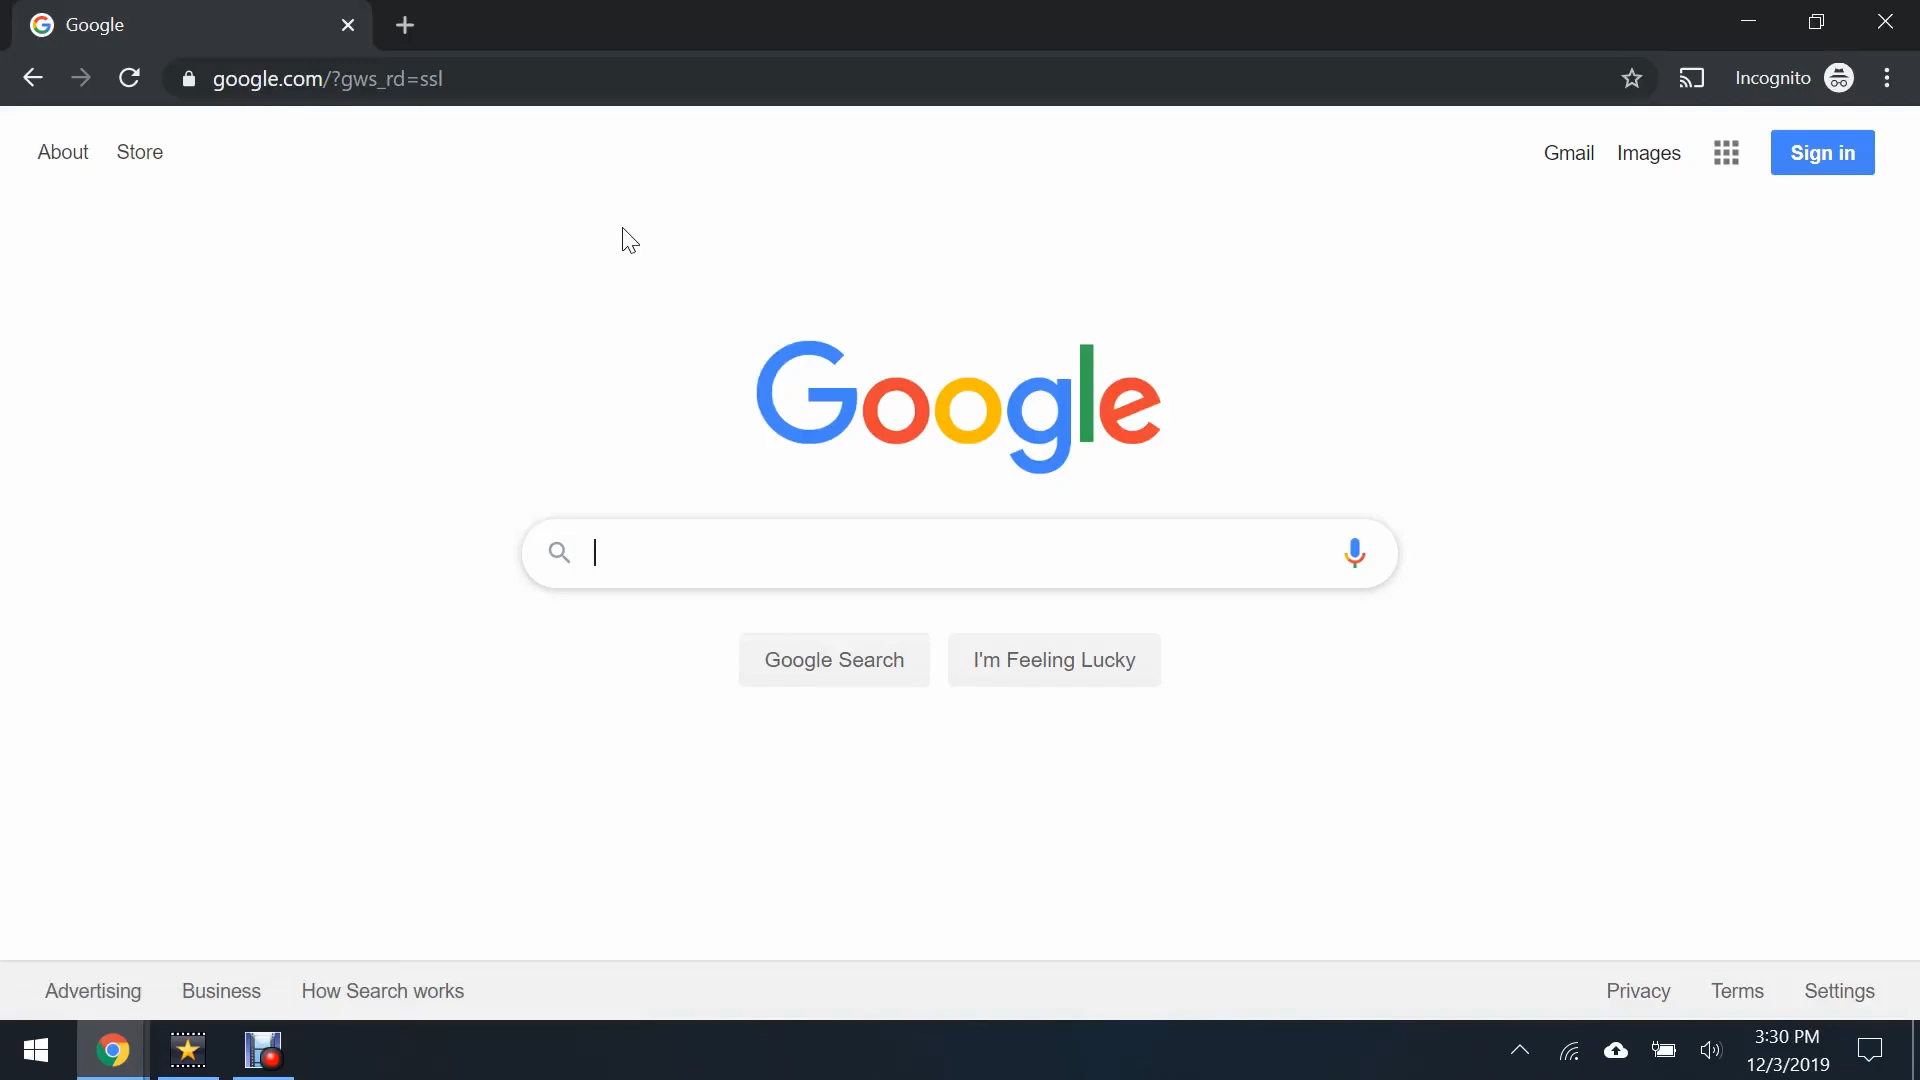 Google
google.com/?gws_rd=ssl
Incognito
About Store
Gmail Images Sign in
Google
Google Search I'm Feeling Lucky
Advertising Business How Search works
Privacy Terms Settings
3:30 PM
12/3/2019